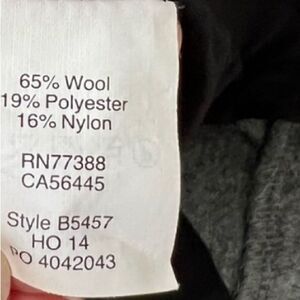 65% Wool
19% Polyester
16% Nylon
RN77388
CA56445
Style B5457
HO 14
PO 4042043